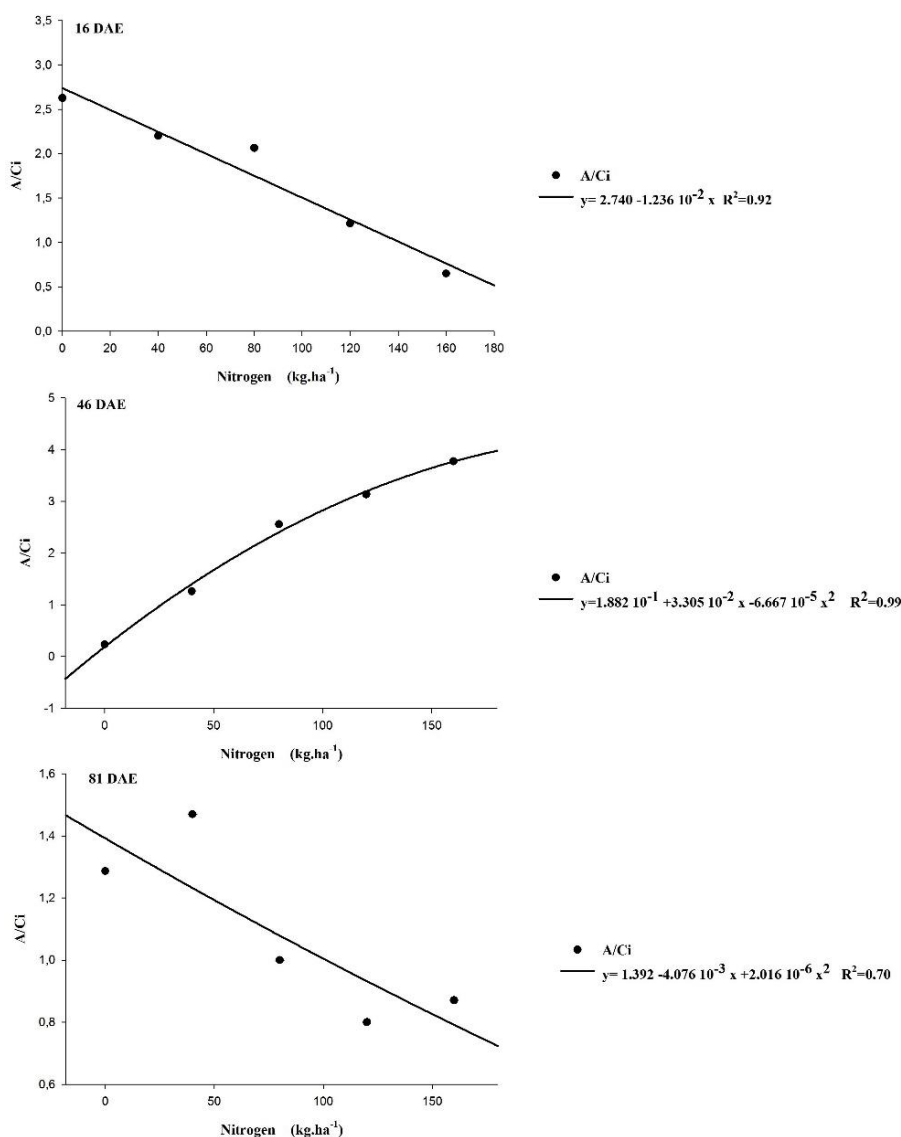 16 DAE
3,5
3,0
2,5
2,0
1,5
1,0
0,5
0,0
A/Ci
0 20 40 60 80 100 120 140 160 180
Nitrogen (kg.ha⁻¹)
A/Ci
y= 2.740 -1.236 10⁻² x R²=0.92
46 DAE
5
4
3
2
1
0
-1
A/Ci
0 50 100 150
Nitrogen (kg.ha⁻¹)
A/Ci
y=1.882 10⁻¹ +3.305 10⁻² x -6.667 10⁻⁵ x² R²=0.99
81 DAE
1,6
1,4
1,2
1,0
0,8
0,6
A/Ci
0 50 100 150
Nitrogen (kg.ha⁻¹)
A/Ci
y= 1.392 -4.076 10⁻³ x +2.016 10⁻⁶ x² R²=0.70